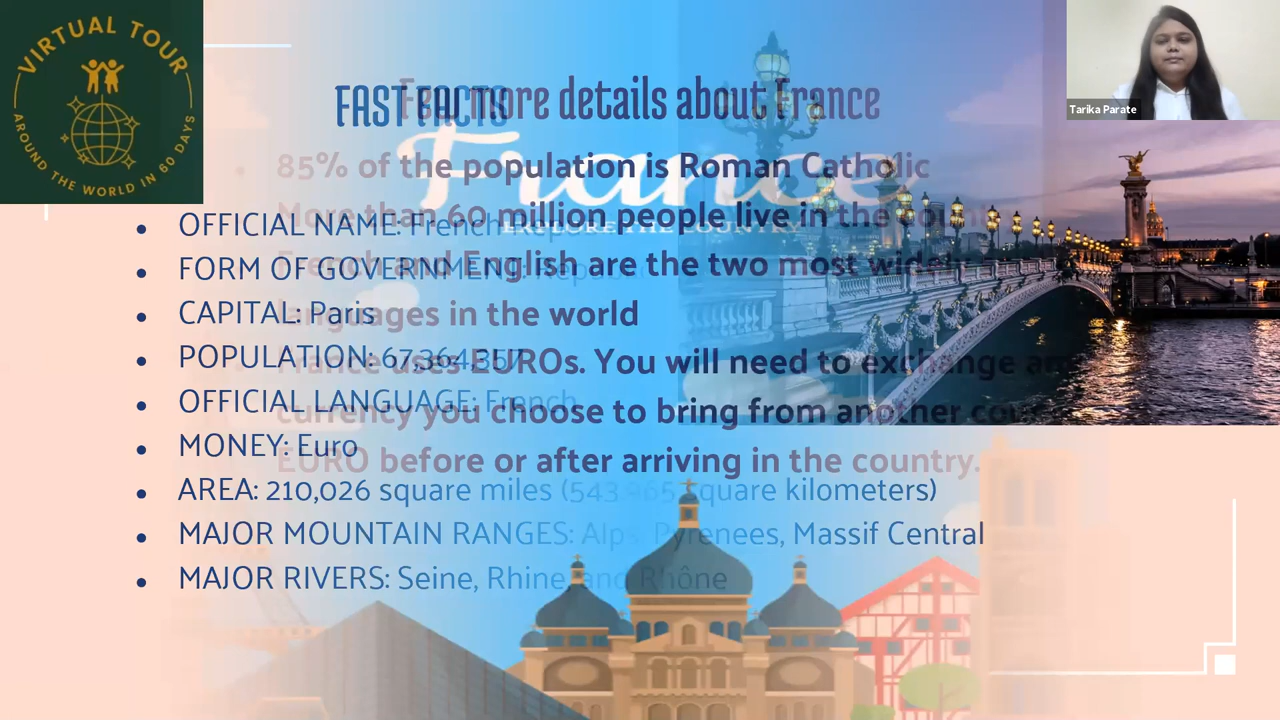 VIRTUAL TOUR
AROUND THE WORLD IN 60 DAYS
Tarika Parate
FAST FACTS
more details about France
France
EXPLORE THE COUNTRY
85% of the population is Roman Catholic
More than 60 million people live in the
French and English are the two most
languages in the world
France uses EUROs. You will need to exchange
currency you choose to bring from another
EURO before or after arriving in the country.
• OFFICIAL NAME: French
• FORM OF GOVERNMENT:
• CAPITAL: Paris
• POPULATION: 67,364,357
• OFFICIAL LANGUAGE: French
• MONEY: Euro
• AREA: 210,026 square miles (543,965 square kilometers)
• MAJOR MOUNTAIN RANGES: Alps, Pyrenees, Massif Central
• MAJOR RIVERS: Seine, Rhine, and Rhône